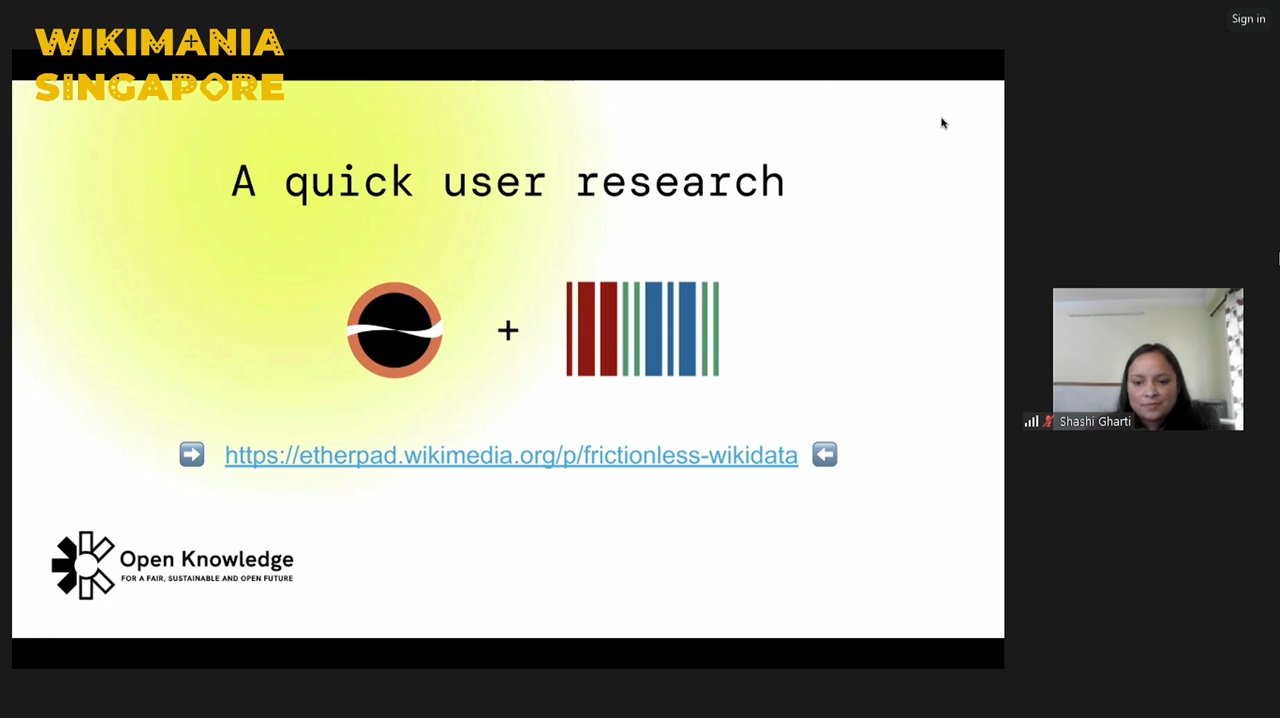 Sign in
WIKIMANIA
SINGAPORE
A quick user research
+
https://etherpad.wikimedia.org/p/frictionless-wikidata
Open Knowledge
FOR A FAIR, SUSTAINABLE AND OPEN FUTURE
Shashi Gharti